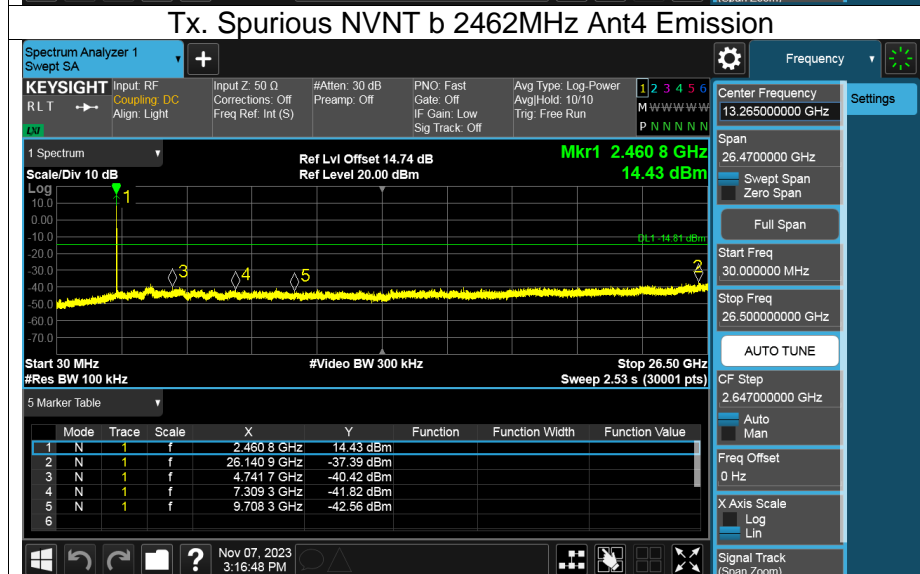 (Span Zoom)
Tx. Spurious NVNT b 2462MHz Ant4 Emission
Spectrum Analyzer 1
Swept SA
Frequency
Settings
KEYSIGHT
RLT
LXI
Input: RF
Coupling: DC
Align: Light
Input Z: 50 Ω
Corrections: Off
Freq Ref: Int (S)
#Atten: 30 dB
Preamp: Off
PNO: Fast
Gate: Off
IF Gain: Low
Sig Track: Off
Avg Type: Log-Power
Avg|Hold: 10/10
Trig: Free Run
1 2 3 4 5 6
M W W W W W
P N N N N N
1 Spectrum
Scale/Div 10 dB
Ref Lvl Offset 14.74 dB
Ref Level 20.00 dBm
Mkr1 2.460 8 GHz
14.43 dBm
Log
10.0
0.00
-10.0
-20.0
-30.0
-40.0
-50.0
-60.0
-70.0
1
DL1 -14.81 dBm
2
3
4
5
Start 30 MHz
#Res BW 100 kHz
#Video BW 300 kHz
Stop 26.50 GHz
Sweep 2.53 s (30001 pts)
5 Marker Table
Mode Trace Scale X Y Function Function Width Function Value
1 N 1 f 2.460 8 GHz 14.43 dBm
2 N 1 f 26.140 9 GHz -37.39 dBm
3 N 1 f 4.741 7 GHz -40.42 dBm
4 N 1 f 7.309 3 GHz -41.82 dBm
5 N 1 f 9.708 3 GHz -42.56 dBm
6
Nov 07, 2023
3:16:48 PM
Center Frequency
13.265000000 GHz
Span
26.4700000 GHz
Swept Span
Zero Span
Full Span
Start Freq
30.000000 MHz
Stop Freq
26.500000000 GHz
AUTO TUNE
CF Step
2.647000000 GHz
Auto
Man
Freq Offset
0 Hz
X Axis Scale
Log
Lin
Signal Track
(Span Zoom)